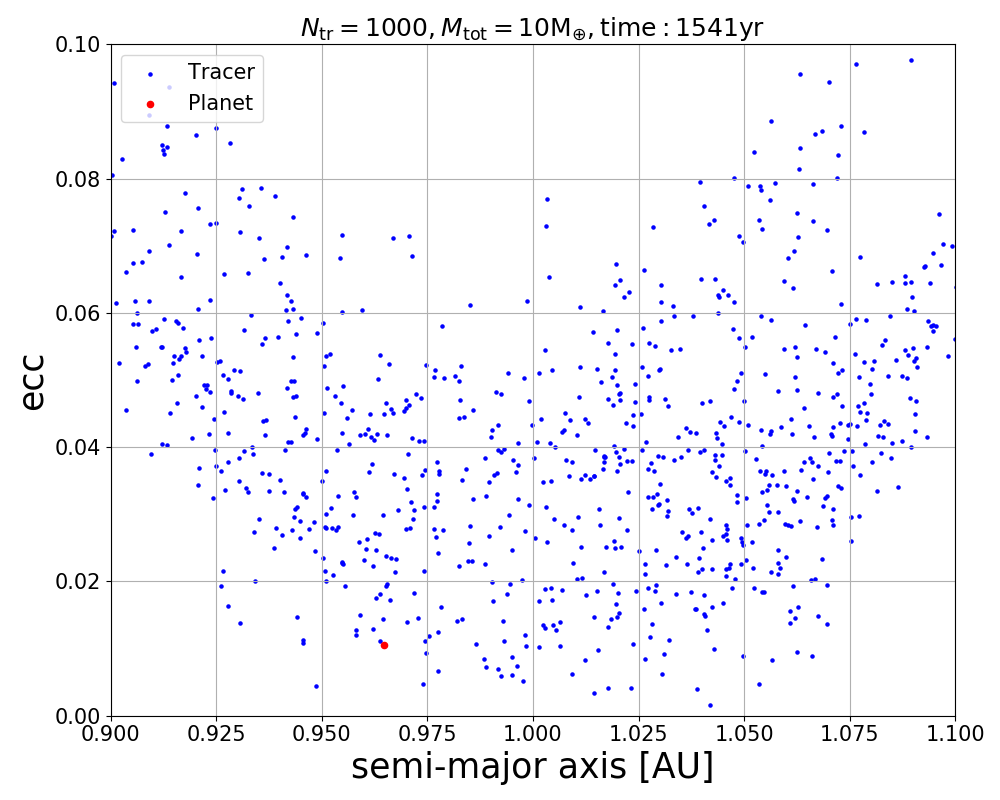 N_tr = 1000, M_tot = 10M_⊕, time : 1541yr
0.10
Tracer
Planet
0.08
0.06
ecc
0.04
0.02
0.00
0.900 0.925 0.950 0.975 1.000 1.025 1.050 1.075 1.100
semi-major axis [AU]